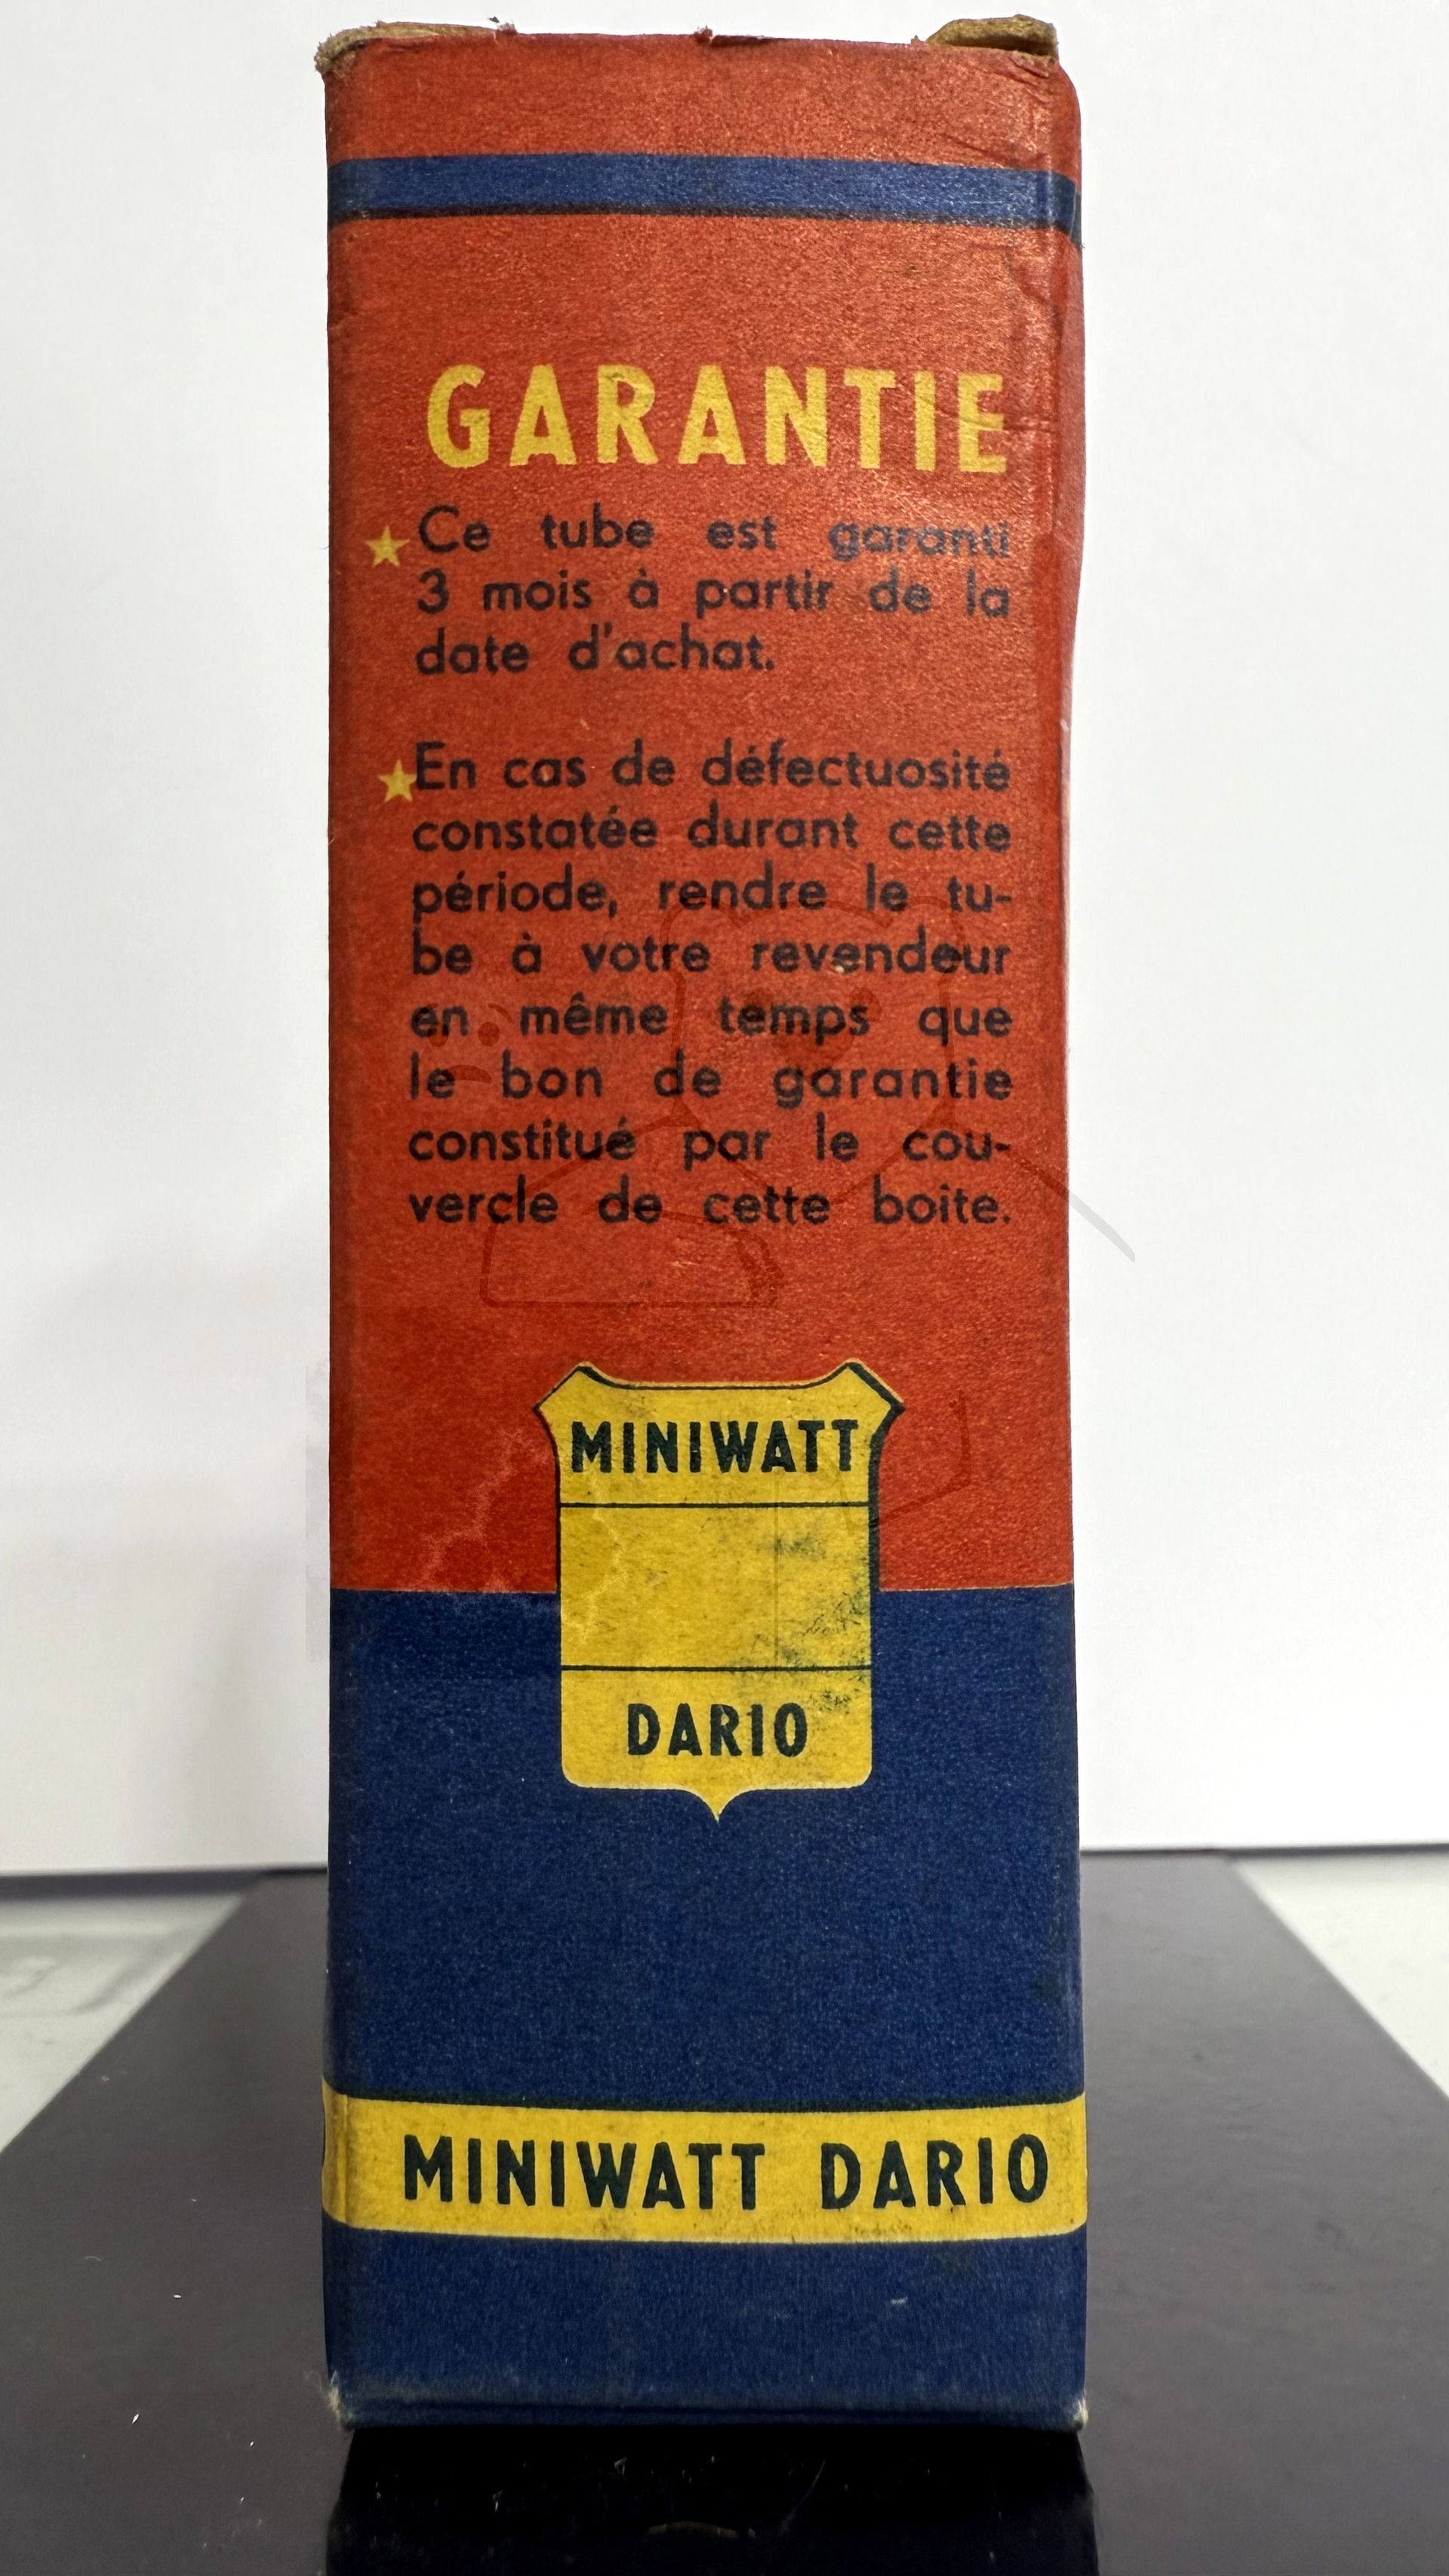 GARANTIE
Ce tube est garanti
3 mois à partir de la
date d'achat.
En cas de défectuosité
constatée durant cette
période, rendre le tu-
be à votre revendeur
en même temps que
le bon de garantie
constitué par le cou-
vercle de cette boite.
MINIWATT
DARIO
MINIWATT DARIO